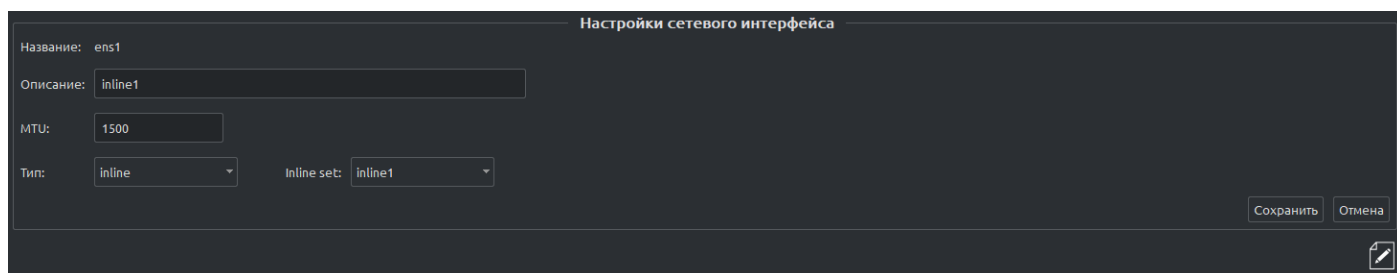 Настройки сетевого интерфейса
Название: ens1
Описание: inline1
MTU: 1500
Тип: inline Inline set: inline1
Сохранить Отмена